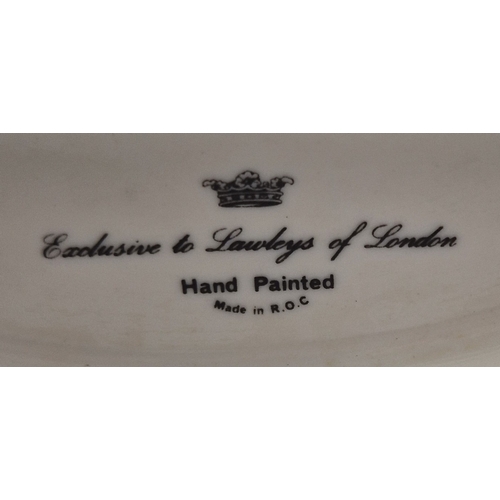 Exclusive to Lawleys of London
Hand Painted
Made in R.O.C